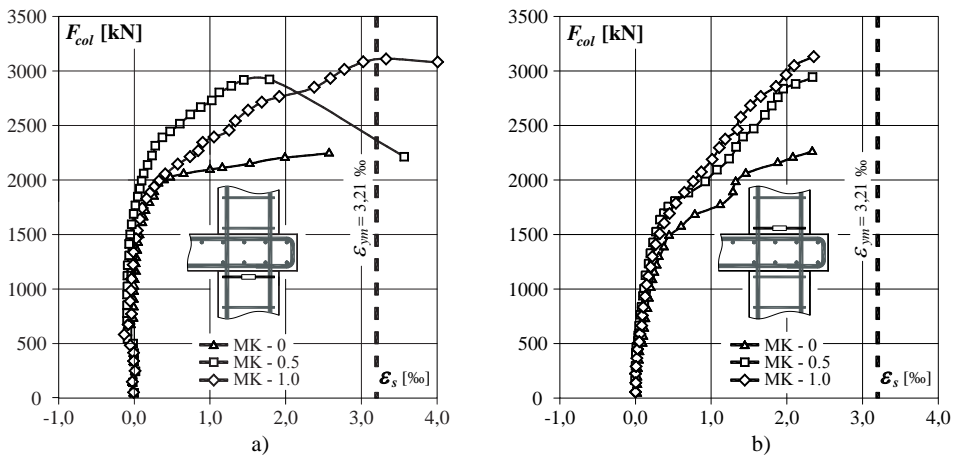 F_col [kN]
3500
3000
2500
2000
1500
1000
500
0
-1,0 0,0 1,0 2,0 3,0 4,0
ε_ym = 3,21 ‰
MK - 0
MK - 0.5
MK - 1.0
ε_s [‰]
a)
F_col [kN]
3500
3000
2500
2000
1500
1000
500
0
-1,0 0,0 1,0 2,0 3,0 4,0
ε_ym = 3,21 ‰
MK - 0
MK - 0.5
MK - 1.0
ε_s [‰]
b)